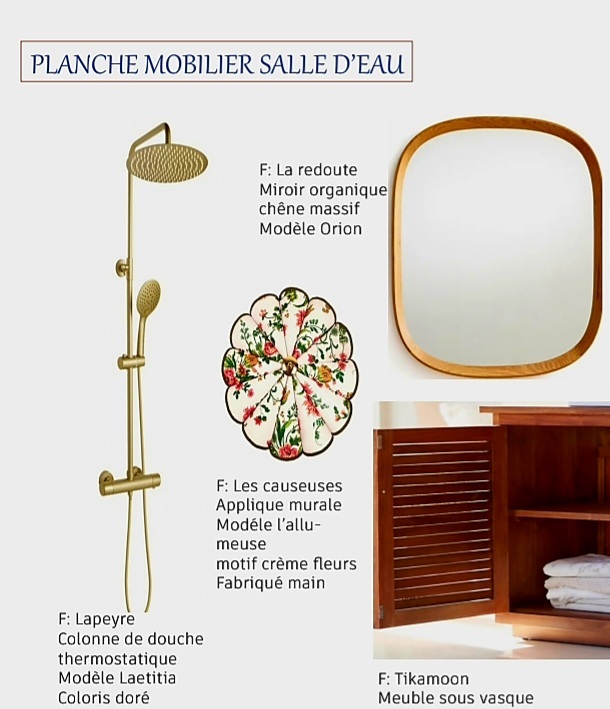 PLANCHE MOBILIER SALLE D'EAU
F: La redoute
Miroir organique
chêne massif
Modèle Orion
F: Les causeuses
Applique murale
Modéle l'allu-
meuse
motif crème fleurs
Fabriqué main
F: Lapeyre
Colonne de douche
thermostatique
Modèle Laetitia
Coloris doré
F: Tikamoon
Meuble sous vasque